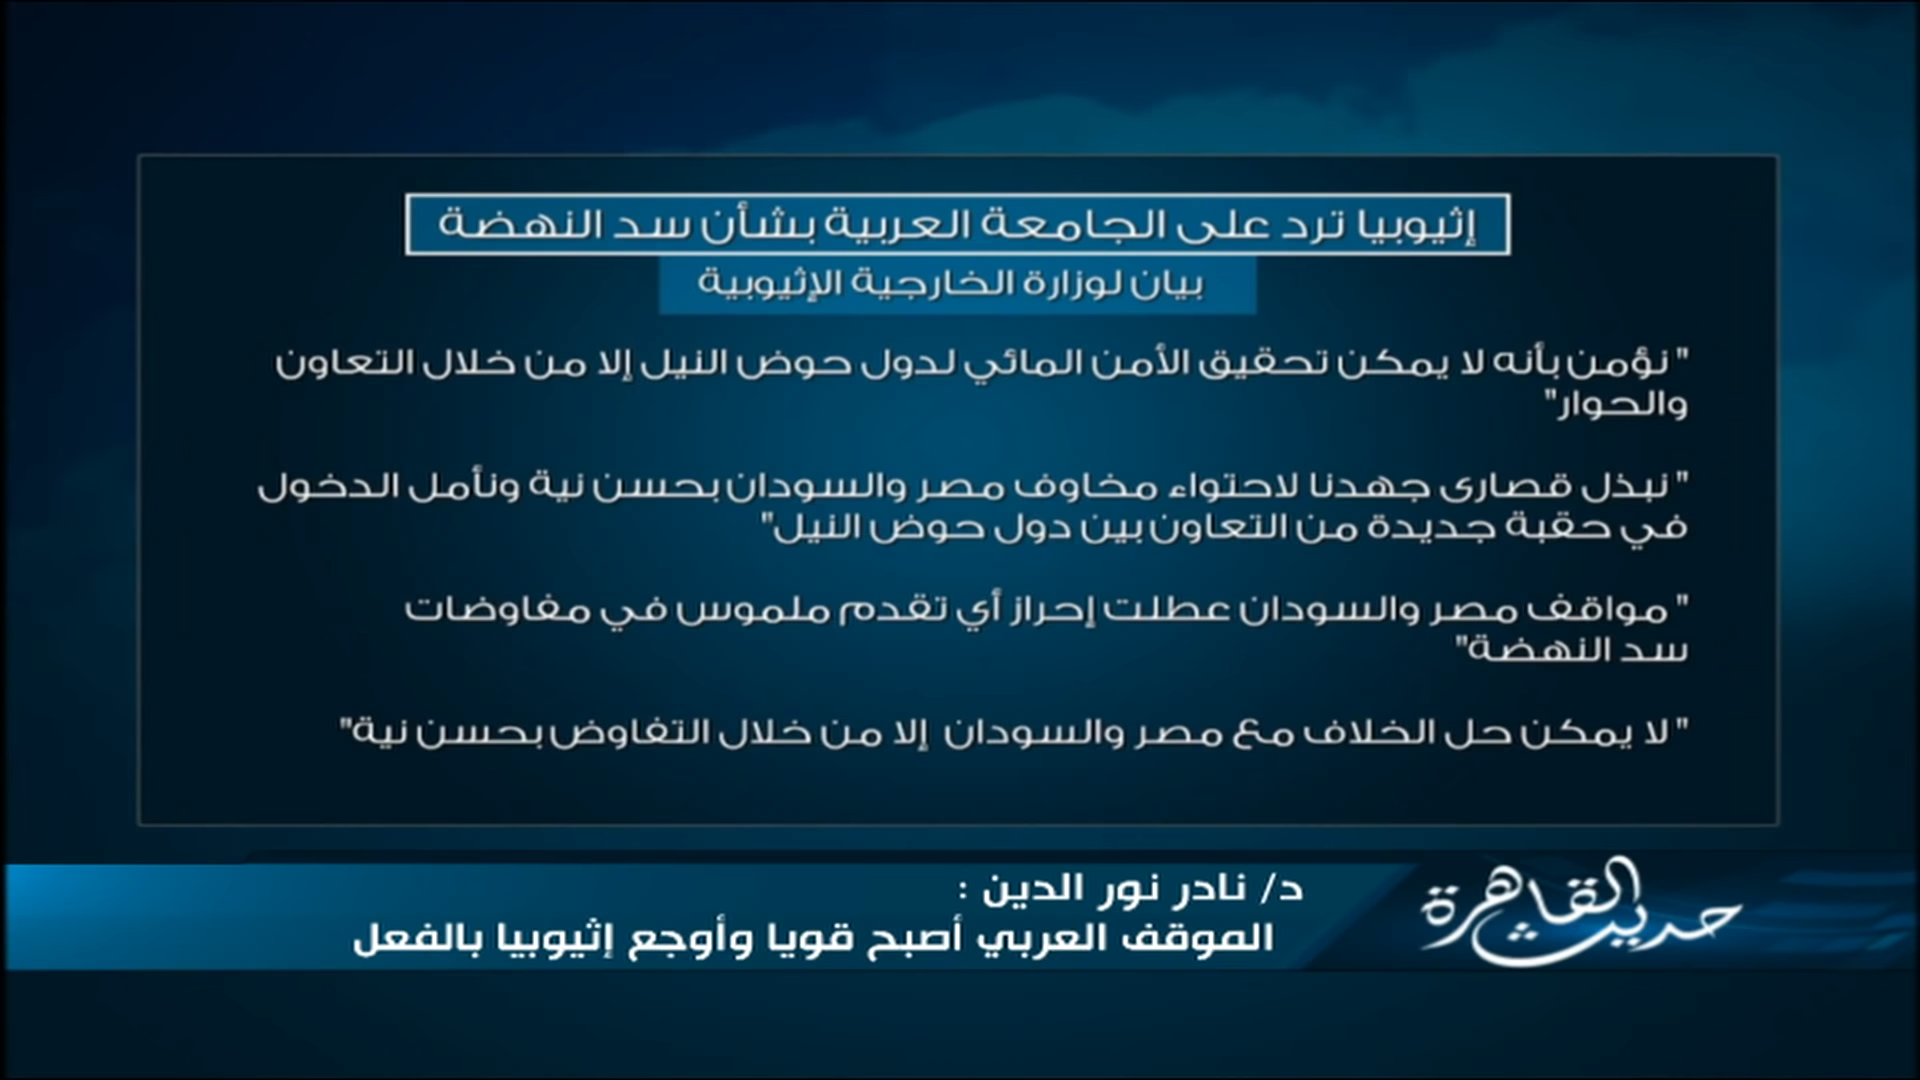 إثيوبيا ترد على الجامعة العربية بشأن سد النهضة
بيان لوزارة الخارجية الإثيوبية
" نؤمن بأنه لا يمكن تحقيق الأمن المائي لدول حوض النيل إلا من خلال التعاون
والحوار"
" نبذل قصارى جهدنا لاحتواء مخاوف مصر والسودان بحسن نية ونأمل الدخول
في حقبة جديدة من التعاون بين دول حوض النيل"
" مواقف مصر والسودان عطلت إحراز أي تقدم ملموس في مفاوضات
سد النهضة"
" لا يمكن حل الخلاف مع مصر والسودان إلا من خلال التفاوض بحسن نية"
د/ نادر نور الدين :
الموقف العربي أصبح قويا وأوجع إثيوبيا بالفعل
حديث القاهرة